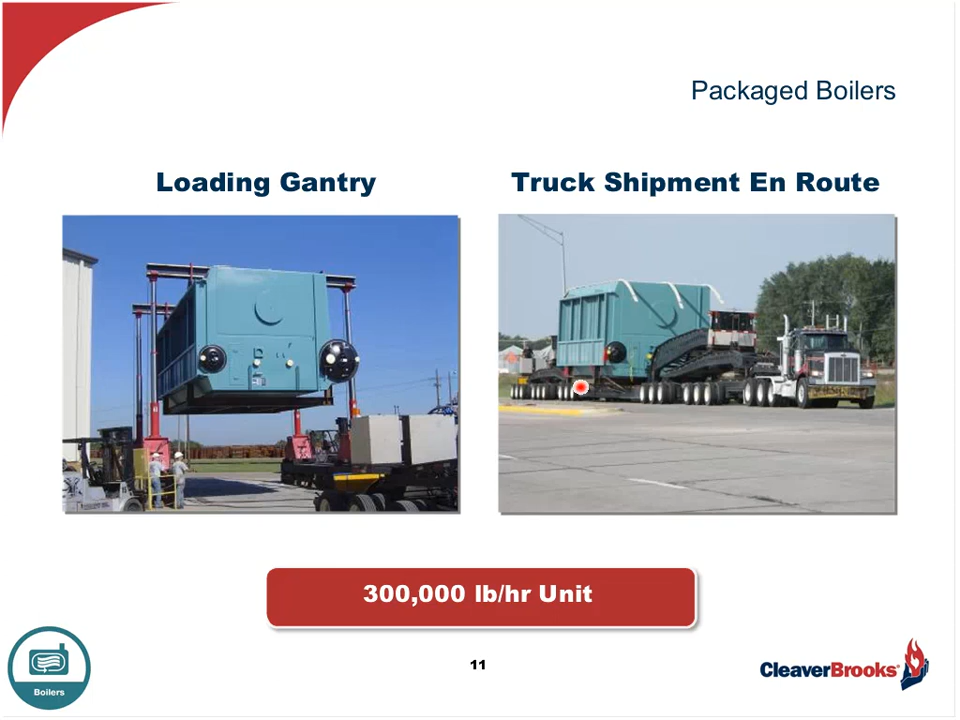 Packaged Boilers
Loading Gantry
Truck Shipment En Route
300,000 lb/hr Unit
Boilers
11
CleaverBrooks®